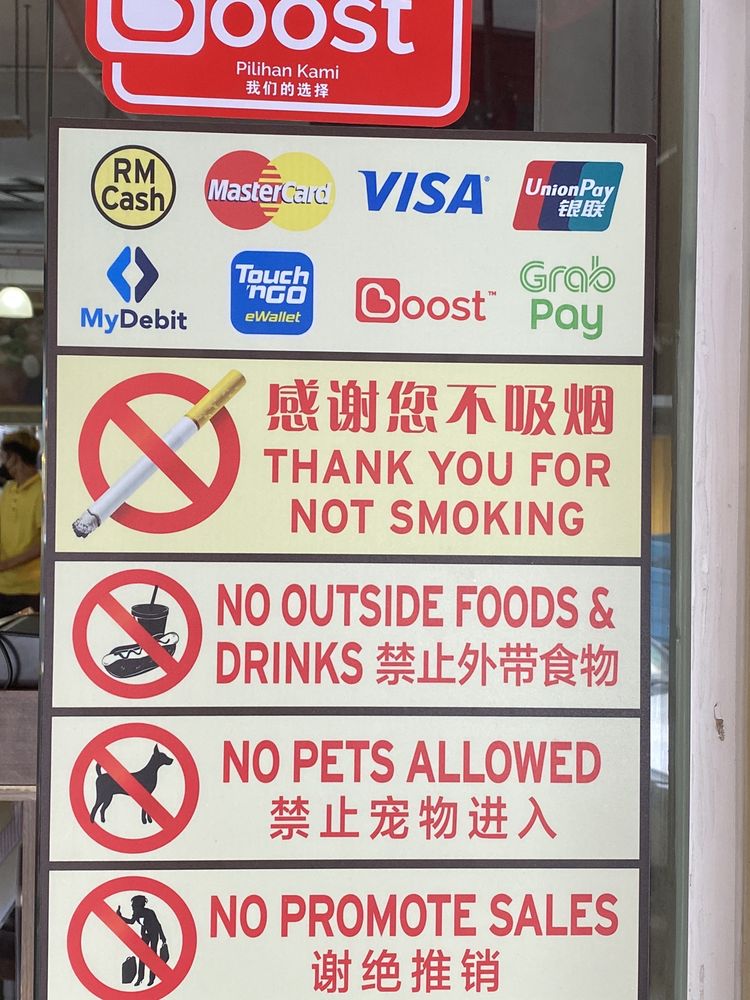 Boost
Pilihan Kami
我们的选择
RM
Cash
MasterCard
VISA
UnionPay
银联
MyDebit
Touch
'nGO
eWallet
Boost™
Grab
Pay
感谢您不吸烟
THANK YOU FOR
NOT SMOKING
NO OUTSIDE FOODS &
DRINKS 禁止外带食物
NO PETS ALLOWED
禁止宠物进入
NO PROMOTE SALES
谢绝推销